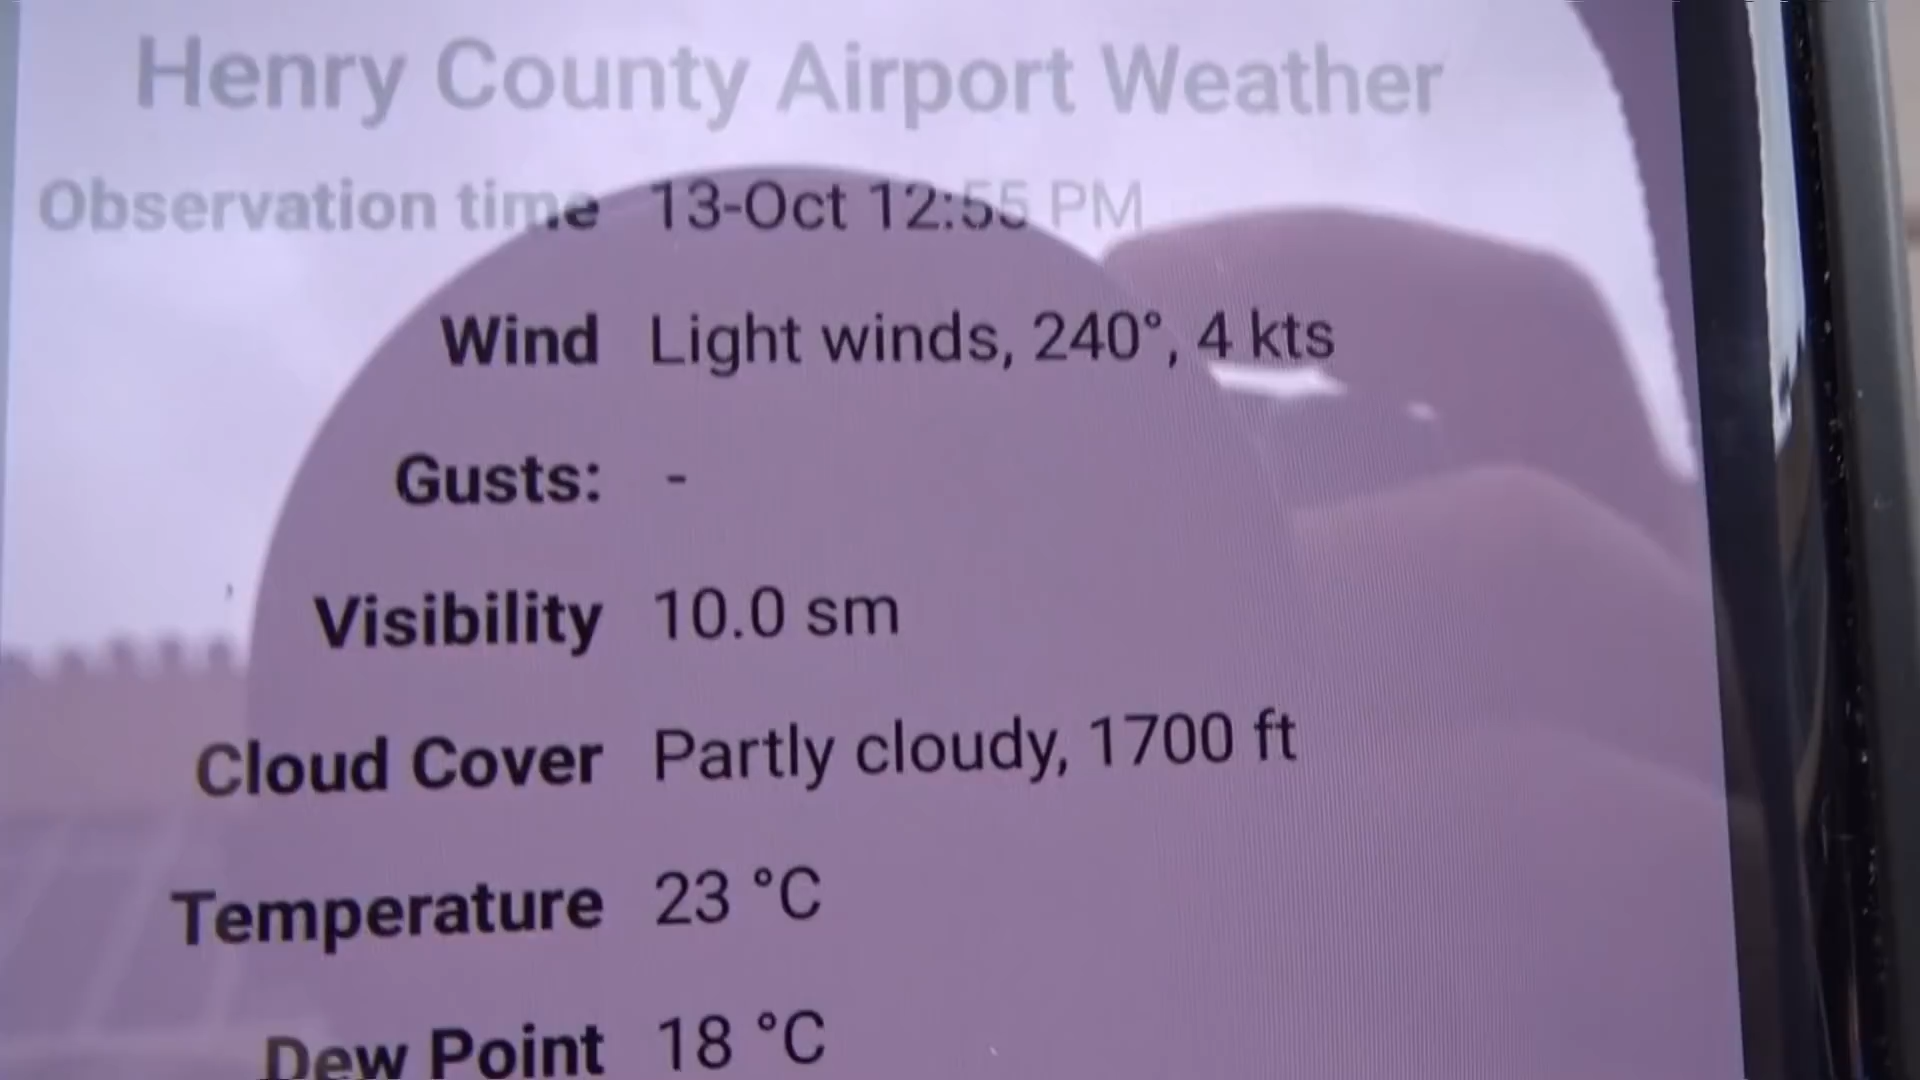 Henry County Airport Weather
Observation time 13-Oct 12:55 PM
Wind Light winds, 240°, 4 kts
Gusts: -
Visibility 10.0 sm
Cloud Cover Partly cloudy, 1700 ft
Temperature 23 °C
Dew Point 18 °C